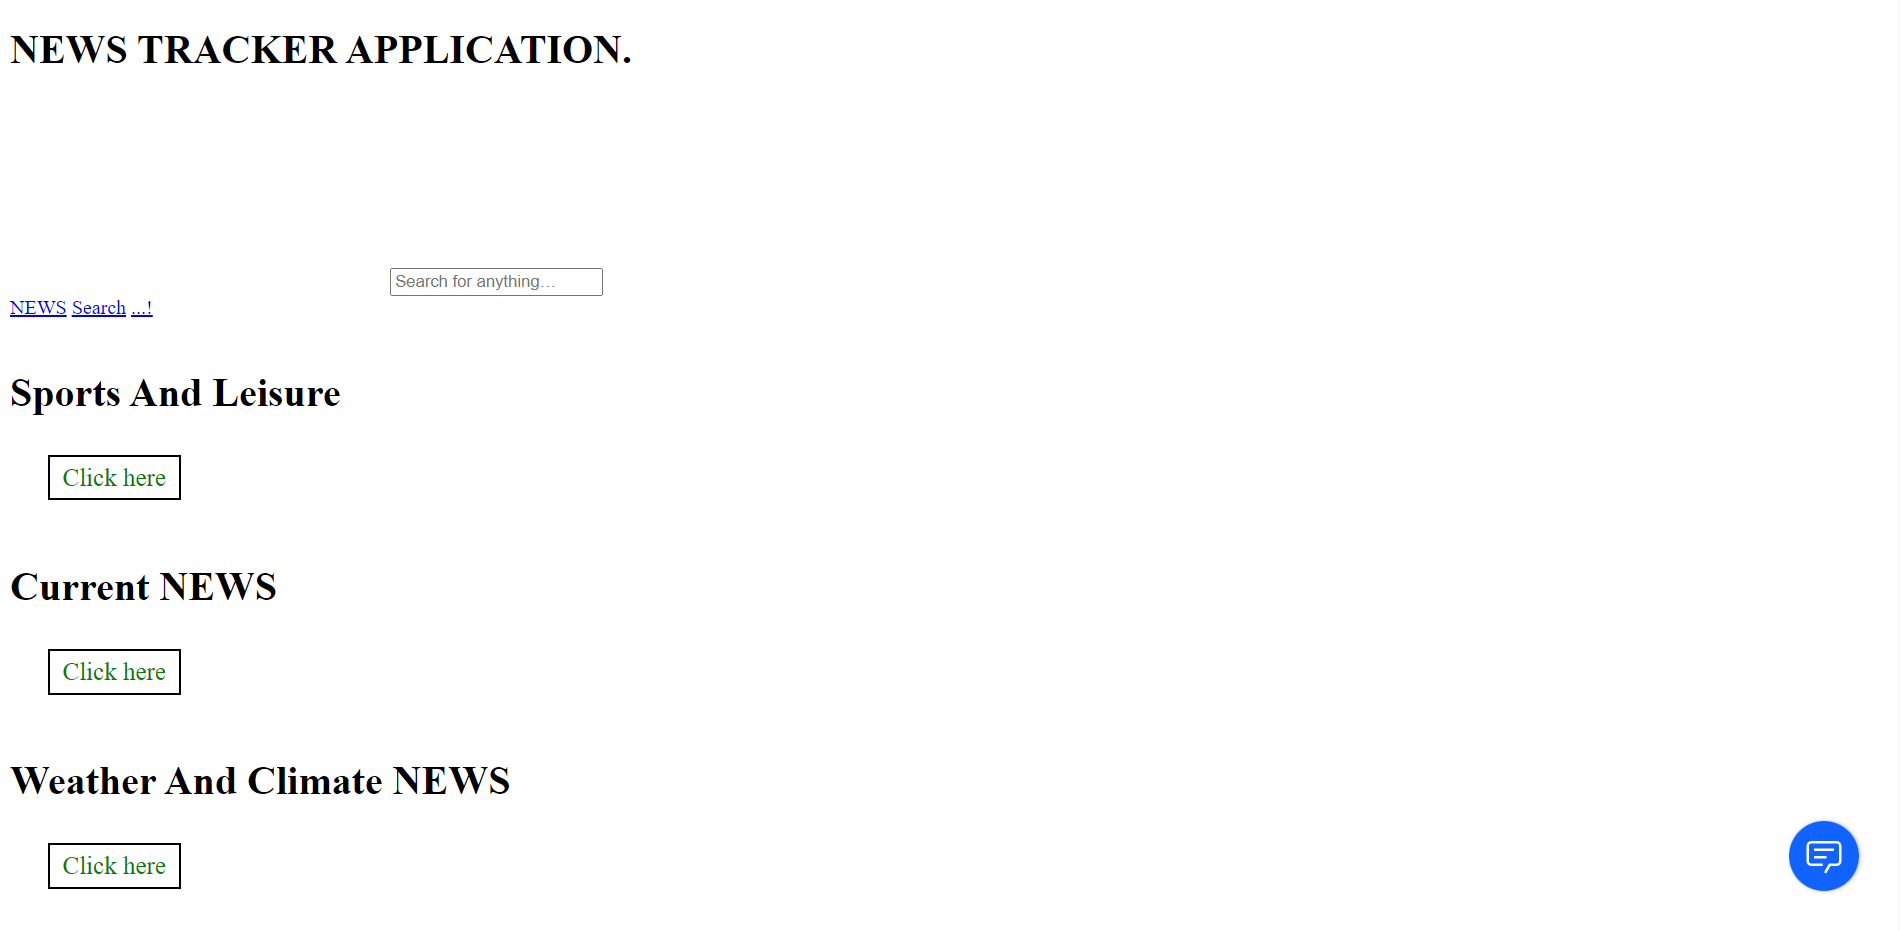 NEWS TRACKER APPLICATION.
Search for anything...
NEWS Search ...!
Sports And Leisure
Click here
Current NEWS
Click here
Weather And Climate NEWS
Click here